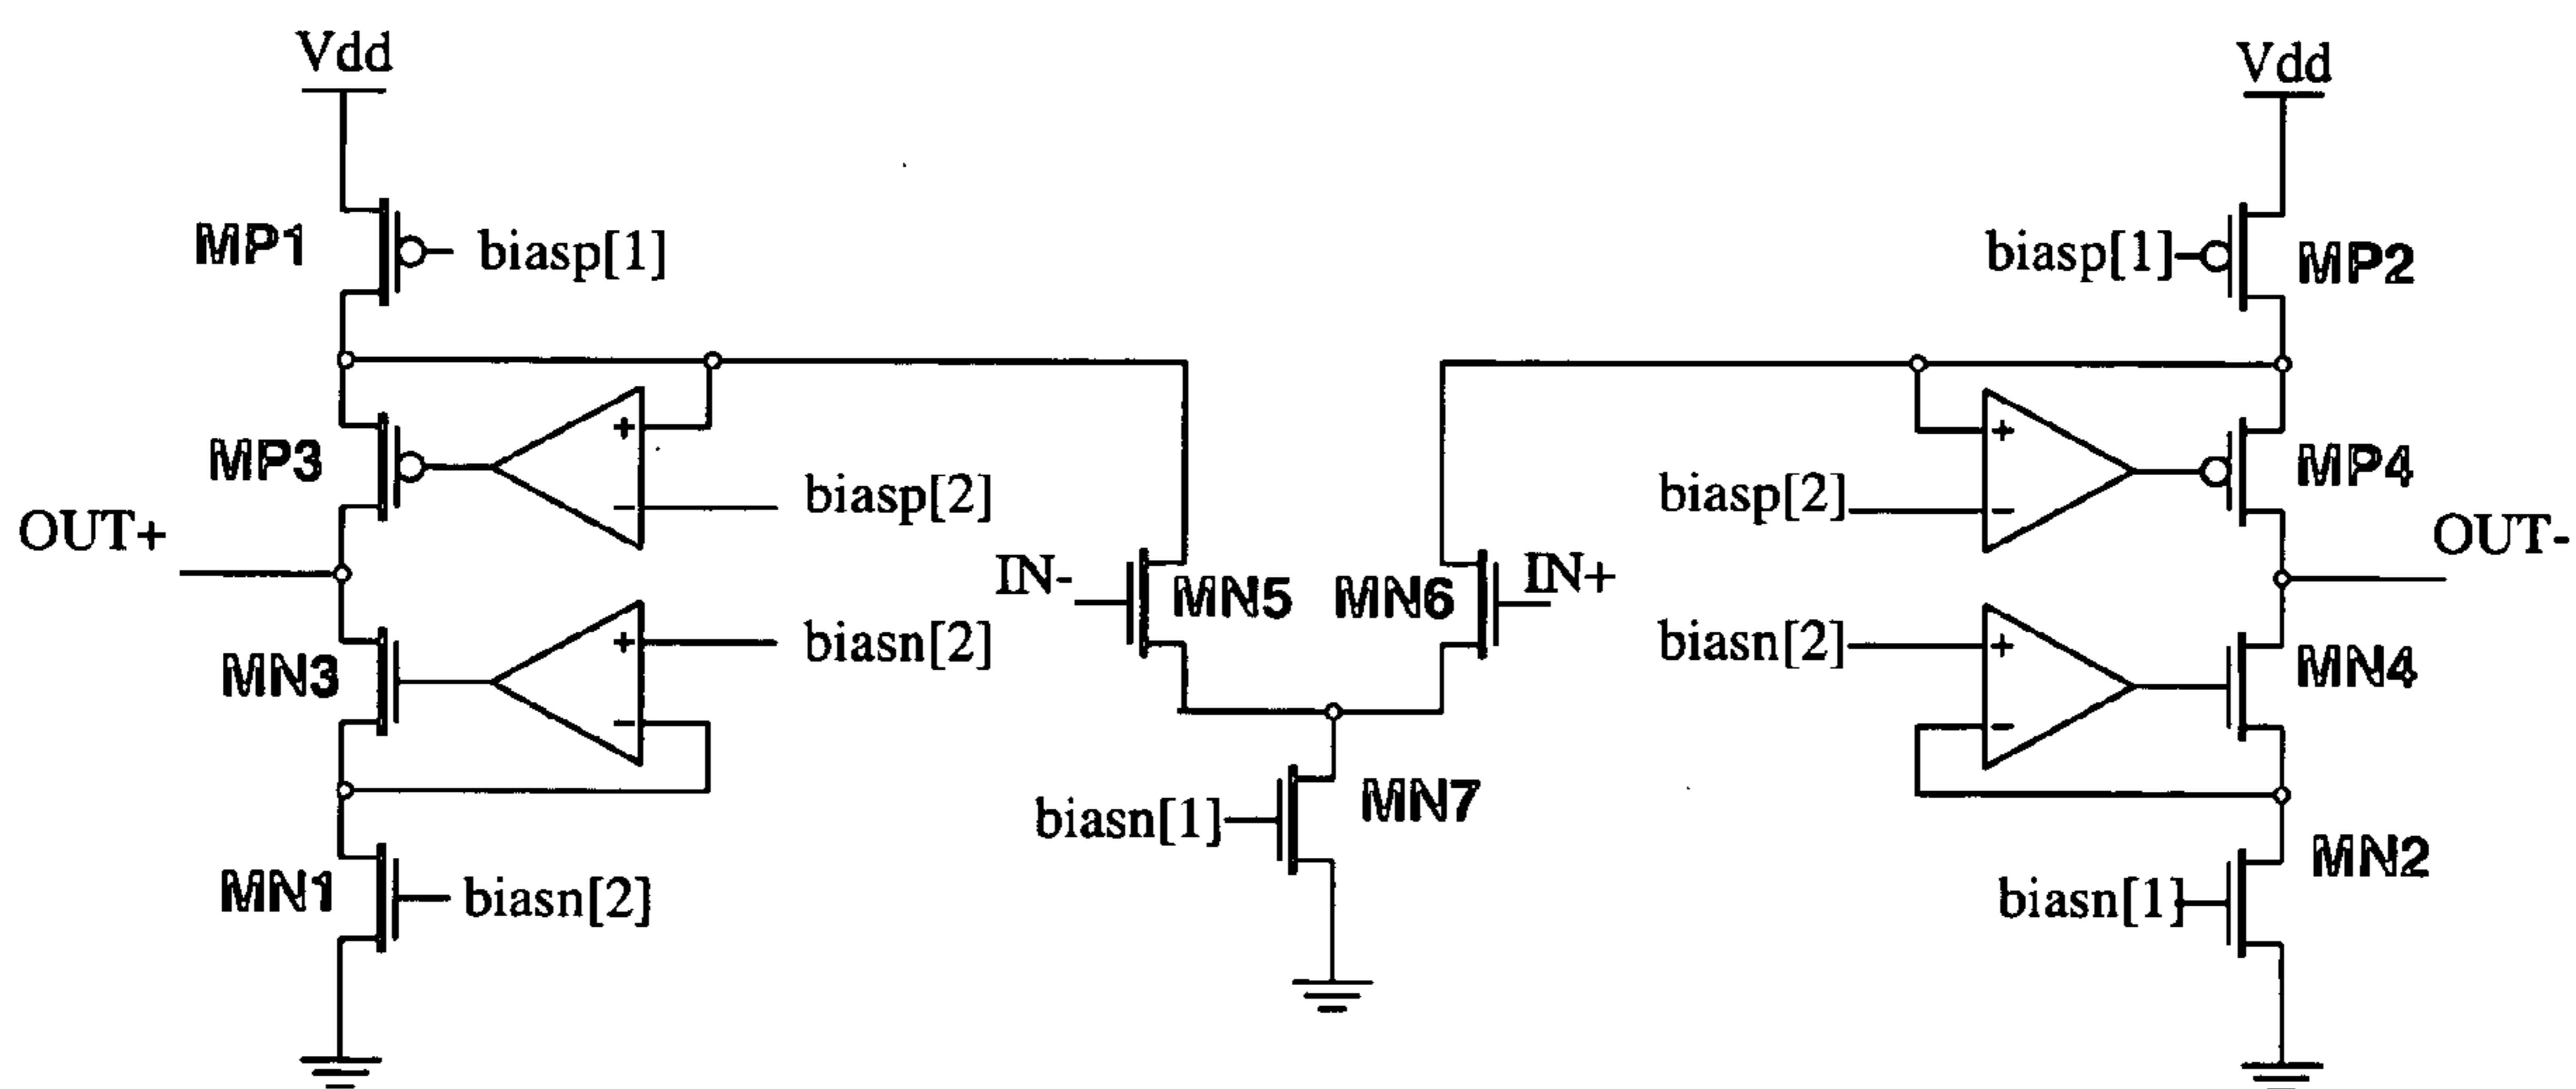 Vdd
Vdd
MP1
biasp[1]
biasp[1]
MP2
MP3
+
-
biasp[2]
biasp[2]
+
-
MP4
OUT+
IN-
MN5
MN6
IN+
OUT-
MN3
+
-
biasn[2]
biasn[2]
+
-
MN4
biasn[1]
MN7
MN1
biasn[2]
biasn[1]
MN2